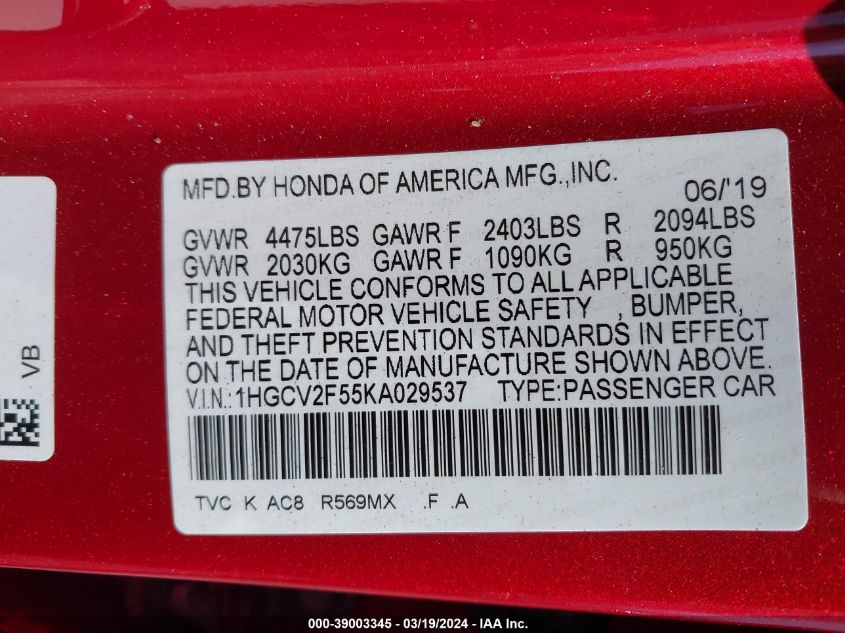 MFD.BY HONDA OF AMERICA MFG.,INC. 06/'19
GVWR 4475LBS GAWR F 2403LBS R 2094LBS
GVWR 2030KG GAWR F 1090KG R 950KG
THIS VEHICLE CONFORMS TO ALL APPLICABLE
FEDERAL MOTOR VEHICLE SAFETY , BUMPER,
AND THEFT PREVENTION STANDARDS IN EFFECT
ON THE DATE OF MANUFACTURE SHOWN ABOVE.
V.I.N.:1HGCV2F55KA029537 TYPE:PASSENGER CAR
TVC K AC8 R569MX .F .A
VB
000-39003345 - 03/19/2024 - IAA Inc.